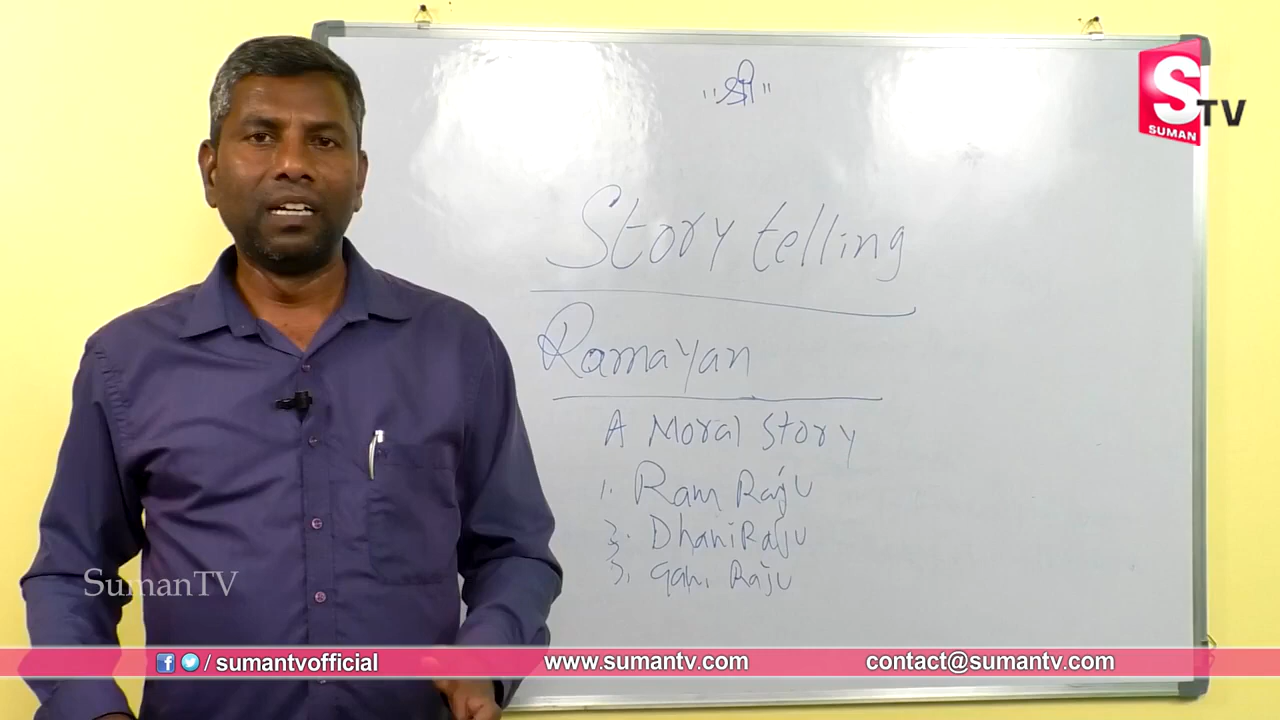 "श्री"
S TV
SUMAN
Story telling
Ramayan
A Moral Story
1. Ram Raju
3. Dhani Raju
3. Gani Raju
SumanTV
f / sumantvofficial
www.sumantv.com
contact@sumantv.com